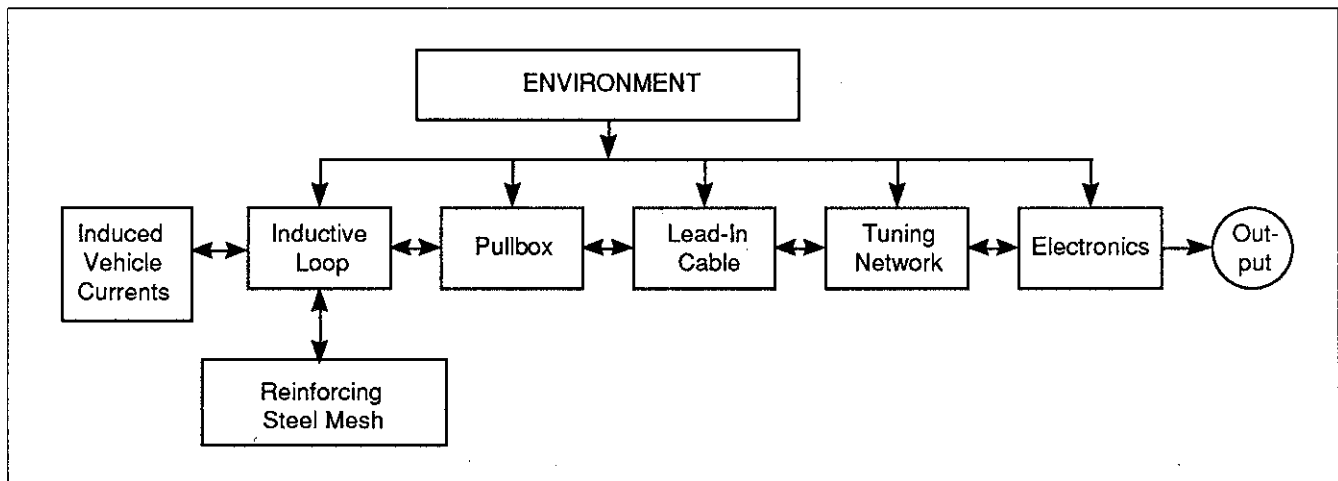 ENVIRONMENT
Induced
Vehicle
Currents
Inductive
Loop
Pullbox
Lead-In
Cable
Tuning
Network
Electronics
Out-
put
Reinforcing
Steel Mesh